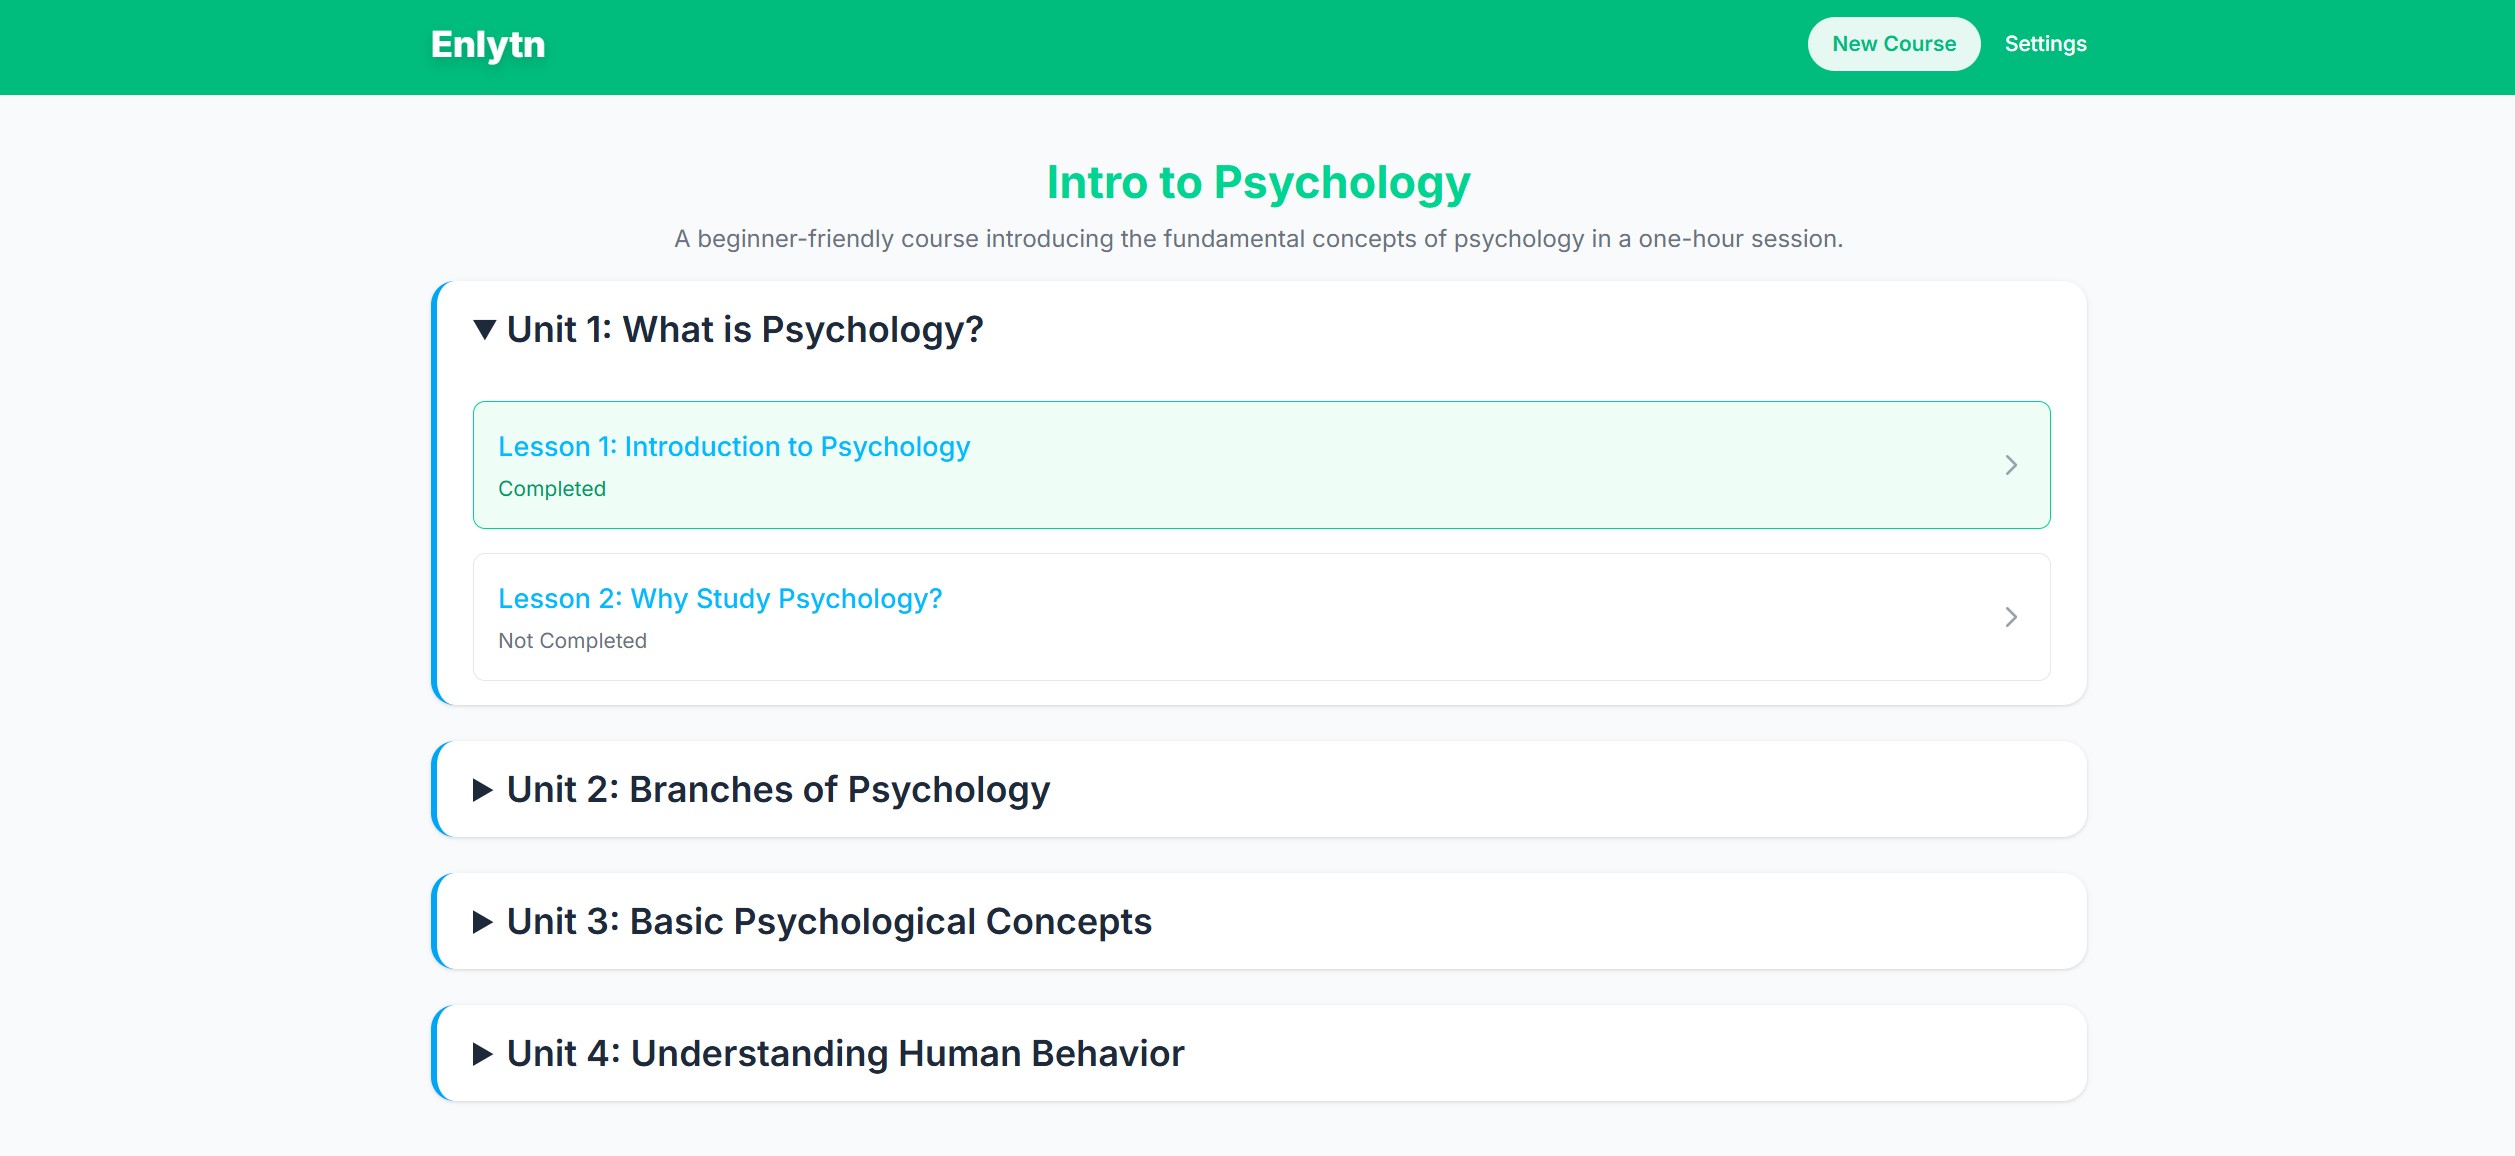 Enlytn
New Course
Settings
Intro to Psychology
A beginner-friendly course introducing the fundamental concepts of psychology in a one-hour session.
Unit 1: What is Psychology?
Lesson 1: Introduction to Psychology
Completed
Lesson 2: Why Study Psychology?
Not Completed
Unit 2: Branches of Psychology
Unit 3: Basic Psychological Concepts
Unit 4: Understanding Human Behavior